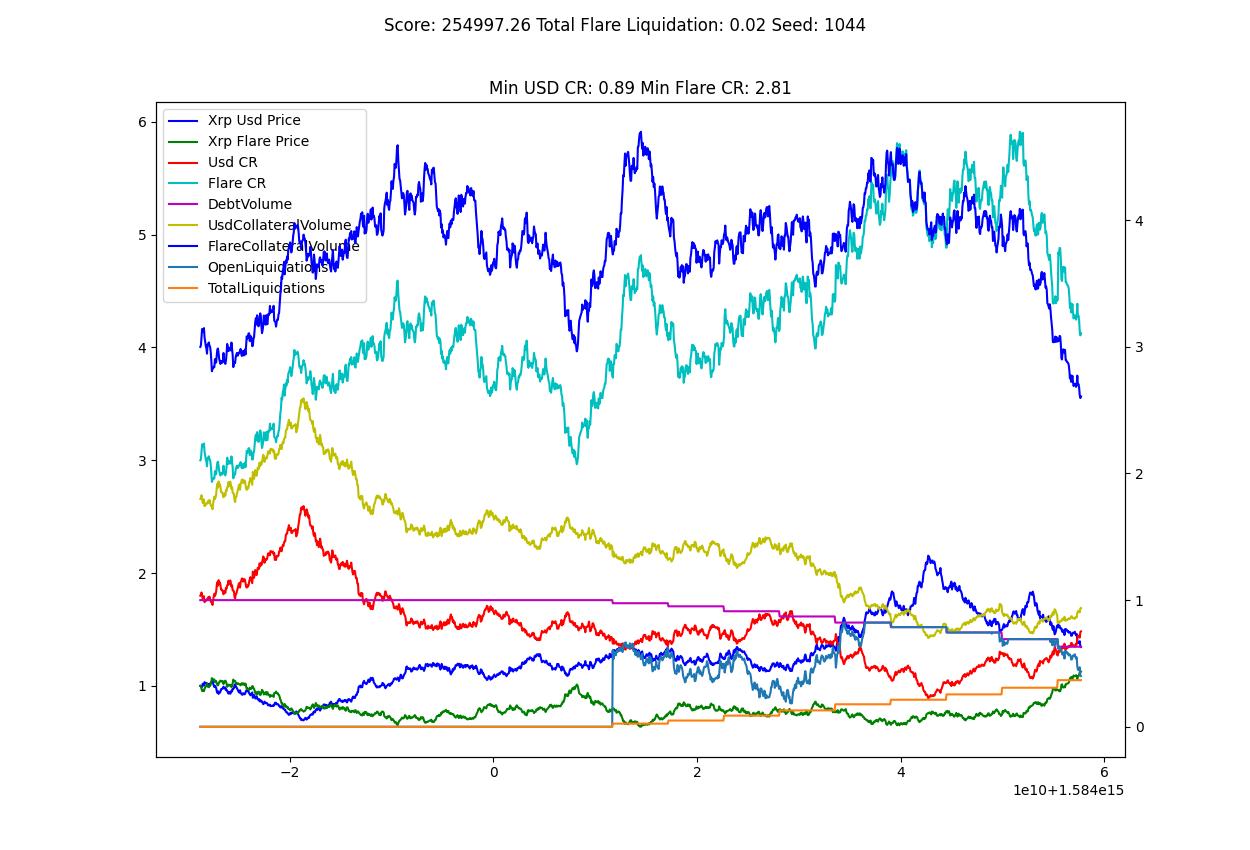 Score: 254997.26 Total Flare Liquidation: 0.02 Seed: 1044
Min USD CR: 0.89 Min Flare CR: 2.81
Xrp Usd Price
Xrp Flare Price
Usd CR
Flare CR
DebtVolume
UsdCollateralVolume
FlareCollateralVolume
OpenLiquidations
TotalLiquidations
6
5
4
3
2
1
4
3
2
1
0
−2
0
2
4
6
1e10+1.584e15